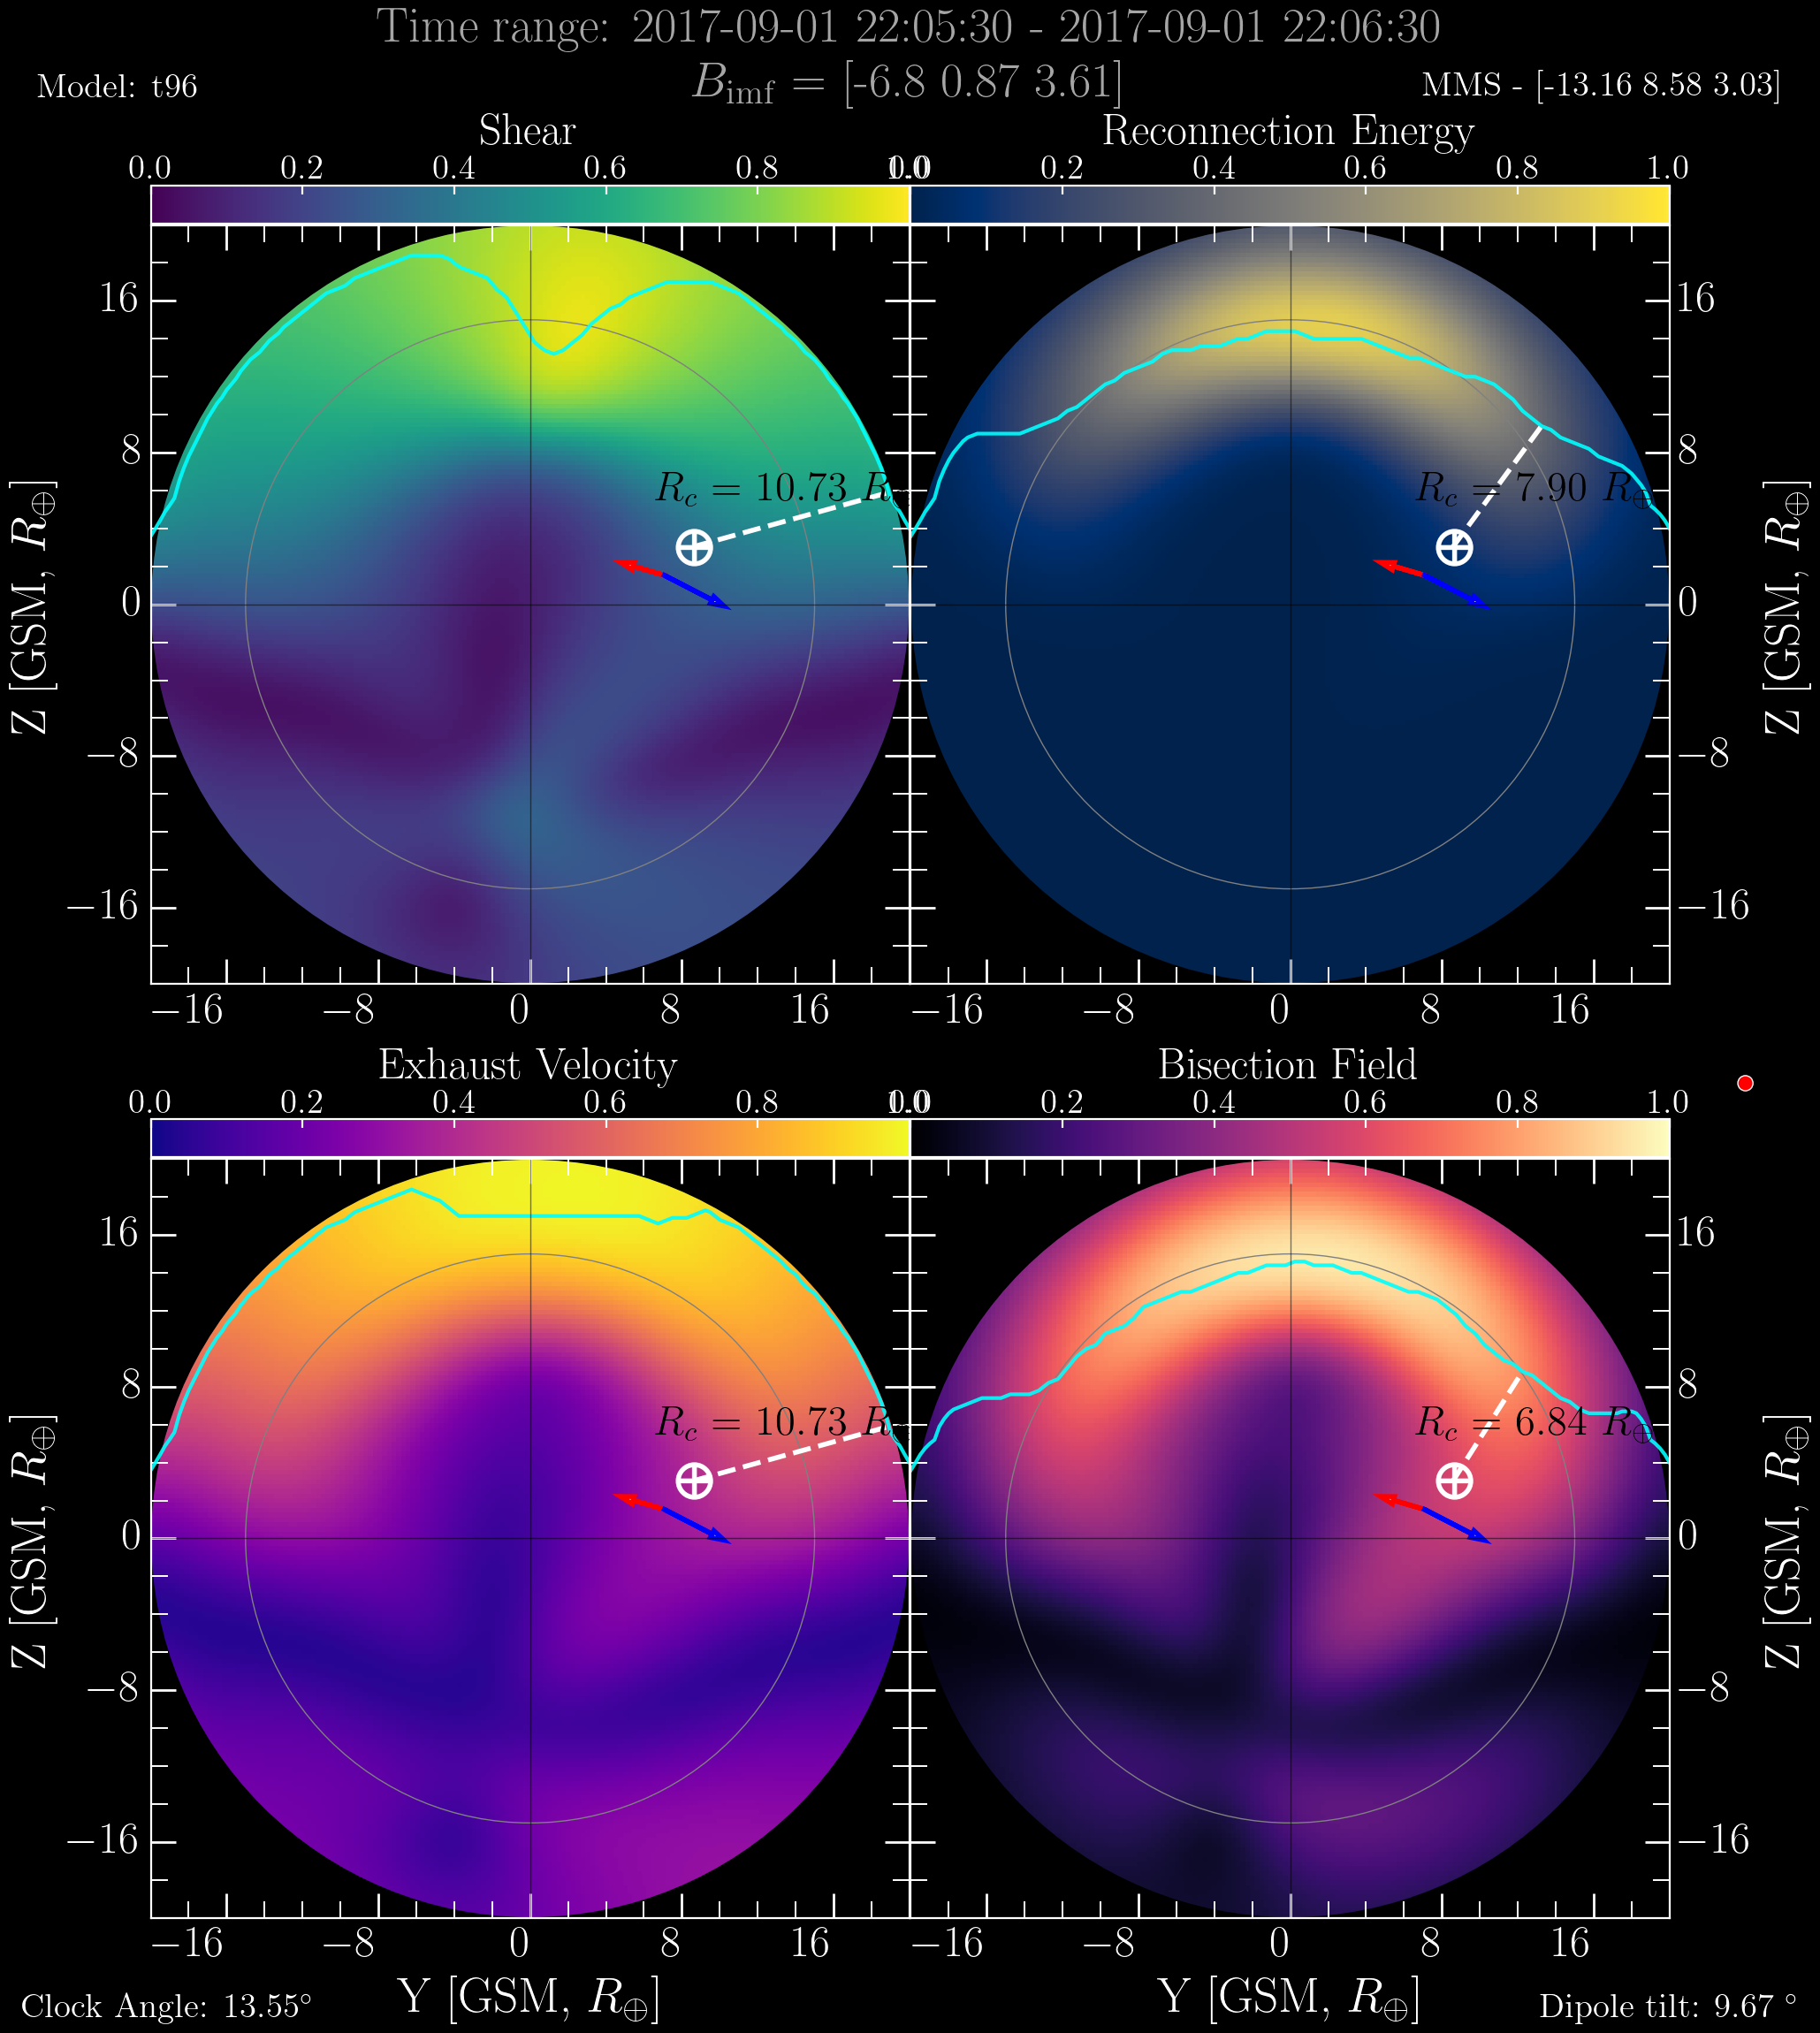 Time range: 2017-09-01 22:05:30 - 2017-09-01 22:06:30
Model: t96
B_imf = [-6.8 0.87 3.61]
MMS - [-13.16 8.58 3.03]
Shear
Reconnection Energy
0.0 0.2 0.4 0.6 0.8 1.0
0.0 0.2 0.4 0.6 0.8 1.0
16
8
0
−8
−16
Z [GSM, R⊕]
R_c = 10.73 R⊕
R_c = 7.90 R⊕
16
8
0
−8
−16
Z [GSM, R⊕]
−16 −8 0 8 16
−16 −8 0 8 16
Exhaust Velocity
Bisection Field
0.0 0.2 0.4 0.6 0.8 1.0
0.0 0.2 0.4 0.6 0.8 1.0
16
8
0
−8
−16
Z [GSM, R⊕]
R_c = 10.73 R⊕
R_c = 6.84 R⊕
16
8
0
−8
−16
Z [GSM, R⊕]
−16 −8 0 8 16
−16 −8 0 8 16
Y [GSM, R⊕]
Y [GSM, R⊕]
Clock Angle: 13.55°
Dipole tilt: 9.67 °